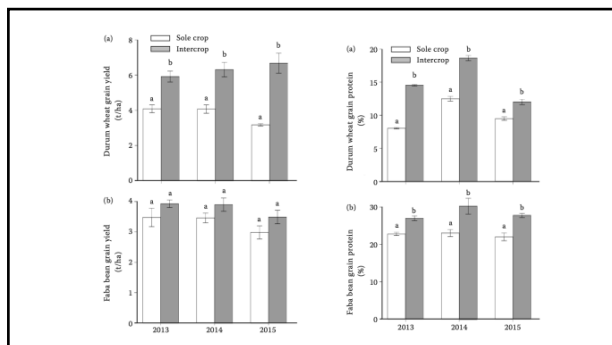 (a)
Sole crop
Intercrop
Durum wheat grain yield
(t/ha)
8
6
4
2
0
a
b
a
b
a
b
(b)
Faba bean grain yield
(t/ha)
4
3
2
1
0
a
a
a
a
a
a
2013
2014
2015
(a)
Sole crop
Intercrop
Durum wheat grain protein
(%)
20
15
10
5
0
a
b
a
b
a
b
(b)
Faba bean grain protein
(%)
30
20
10
0
a
b
a
b
a
b
2013
2014
2015